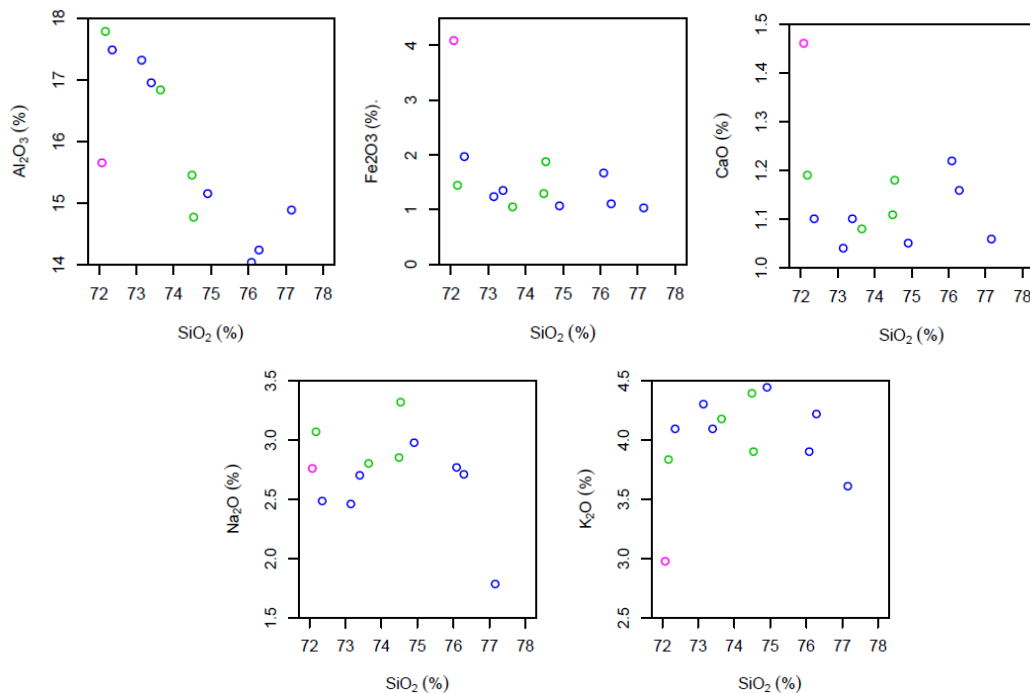 Al₂O₃ (%)
18
17
16
15
14
72 73 74 75 76 77 78
SiO₂ (%)
Fe2O3 (%).
4
3
2
1
0
72 73 74 75 76 77 78
SiO₂ (%)
CaO (%)
1.5
1.4
1.3
1.2
1.1
1.0
72 73 74 75 76 77 78
SiO₂ (%)
Na₂O (%)
3.5
3.0
2.5
2.0
1.5
72 73 74 75 76 77 78
SiO₂ (%)
K₂O (%)
4.5
4.0
3.5
3.0
2.5
72 73 74 75 76 77 78
SiO₂ (%)